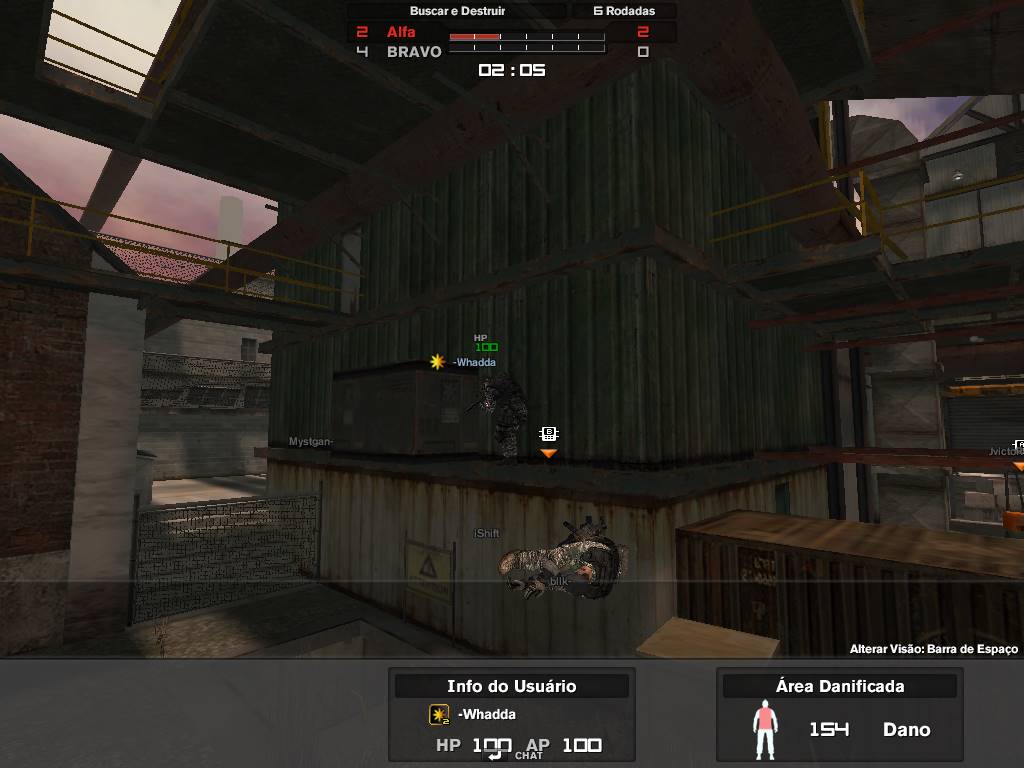 Buscar e Destruir 6 Rodadas
2 Alfa 2
4 BRAVO 0
02:05
HP
100
-Whadda
Mystgan-
B
A
Jvictor
iShift
blik-
Alterar Visão: Barra de Espaço
Info do Usuário
2 -Whadda
HP 100 AP 100
CHAT
Área Danificada
154 Dano